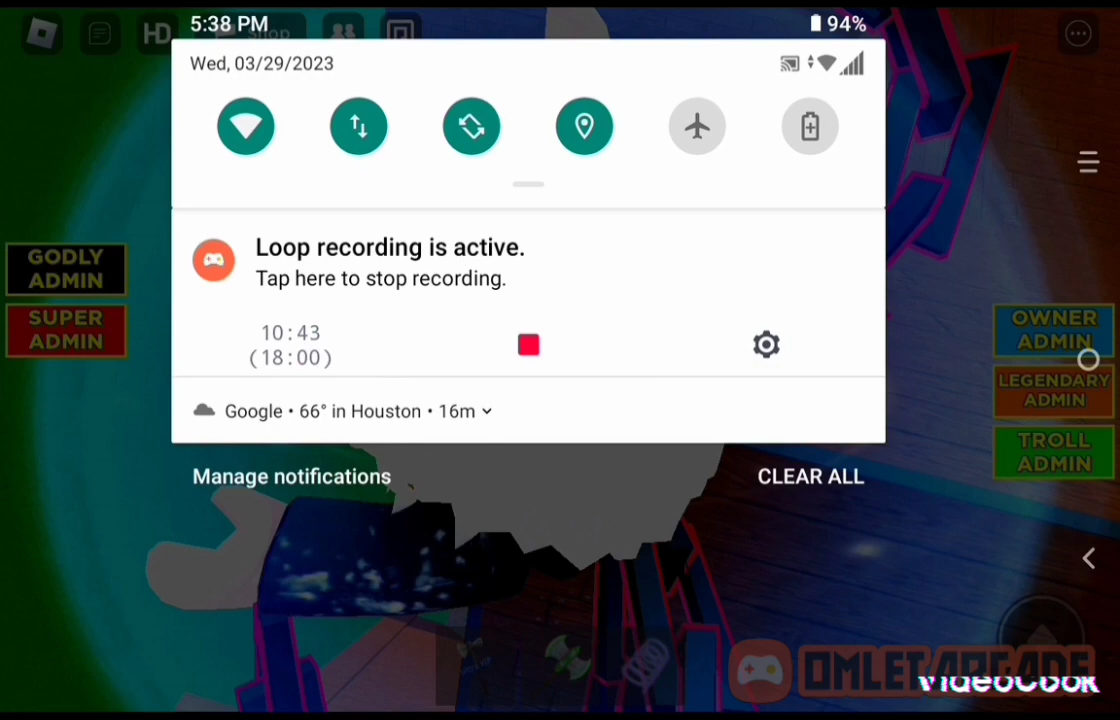 5:38 PM
94%
HD
Shop
Wed, 03/29/2023
Loop recording is active.
Tap here to stop recording.
10:43
(18:00)
Google • 66° in Houston • 16m
Manage notifications
CLEAR ALL
GODLY
ADMIN
SUPER
ADMIN
OWNER
ADMIN
LEGENDARY
ADMIN
TROLL
ADMIN
OMLET ARCADE
VideoCook